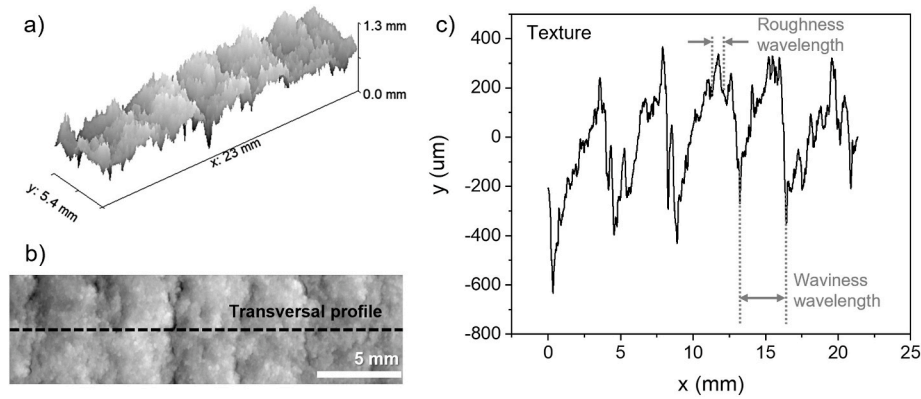 a)
1.3 mm
0.0 mm
x: 23 mm
y: 5.4 mm
b)
Transversal profile
5 mm
c)
Texture
Roughness
wavelength
Waviness
wavelength
400
200
0
-200
-400
-600
-800
y (um)
0
5
10
15
20
25
x (mm)